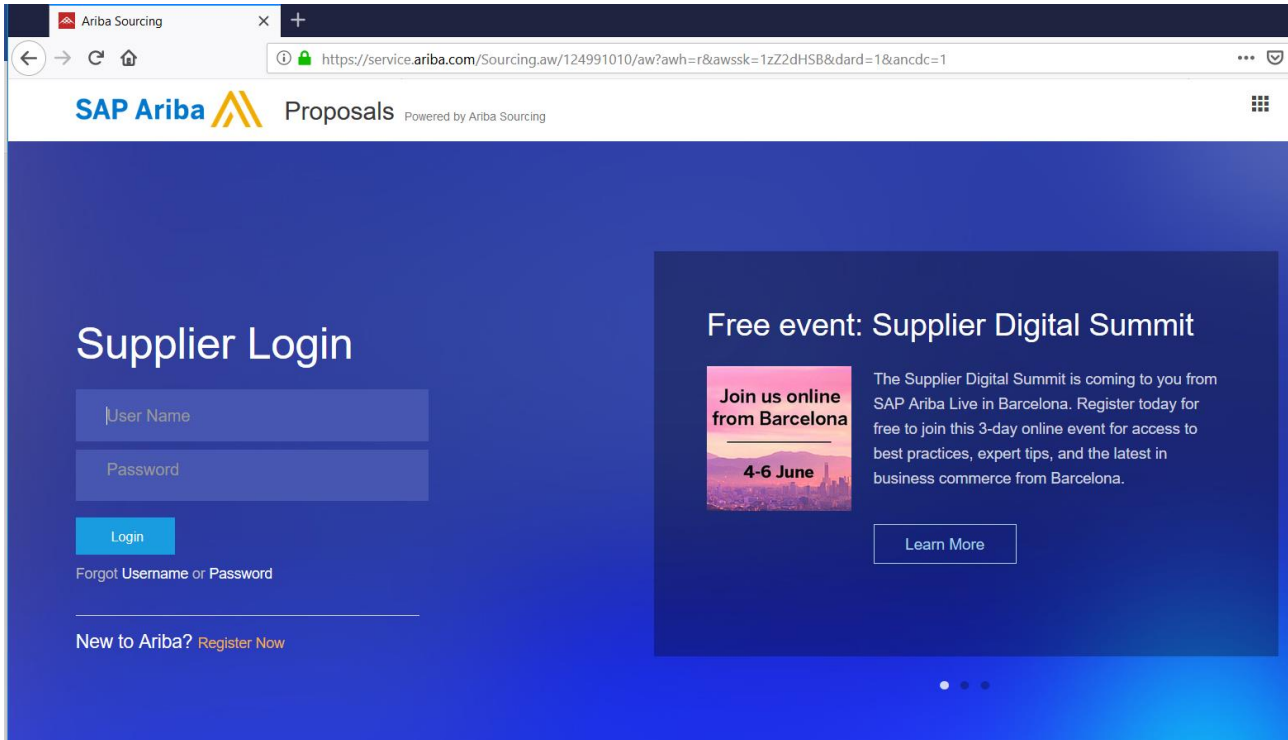 Ariba Sourcing
https://service.ariba.com/Sourcing.aw/124991010/aw?awh=r&awssk=1zZ2dHSB&dard=1&ancdc=1
SAP Ariba Proposals Powered by Ariba Sourcing
Supplier Login
User Name
Password
Login
Forgot Username or Password
New to Ariba? Register Now
Free event: Supplier Digital Summit
Join us online
from Barcelona
4-6 June
The Supplier Digital Summit is coming to you from
SAP Ariba Live in Barcelona. Register today for
free to join this 3-day online event for access to
best practices, expert tips, and the latest in
business commerce from Barcelona.
Learn More